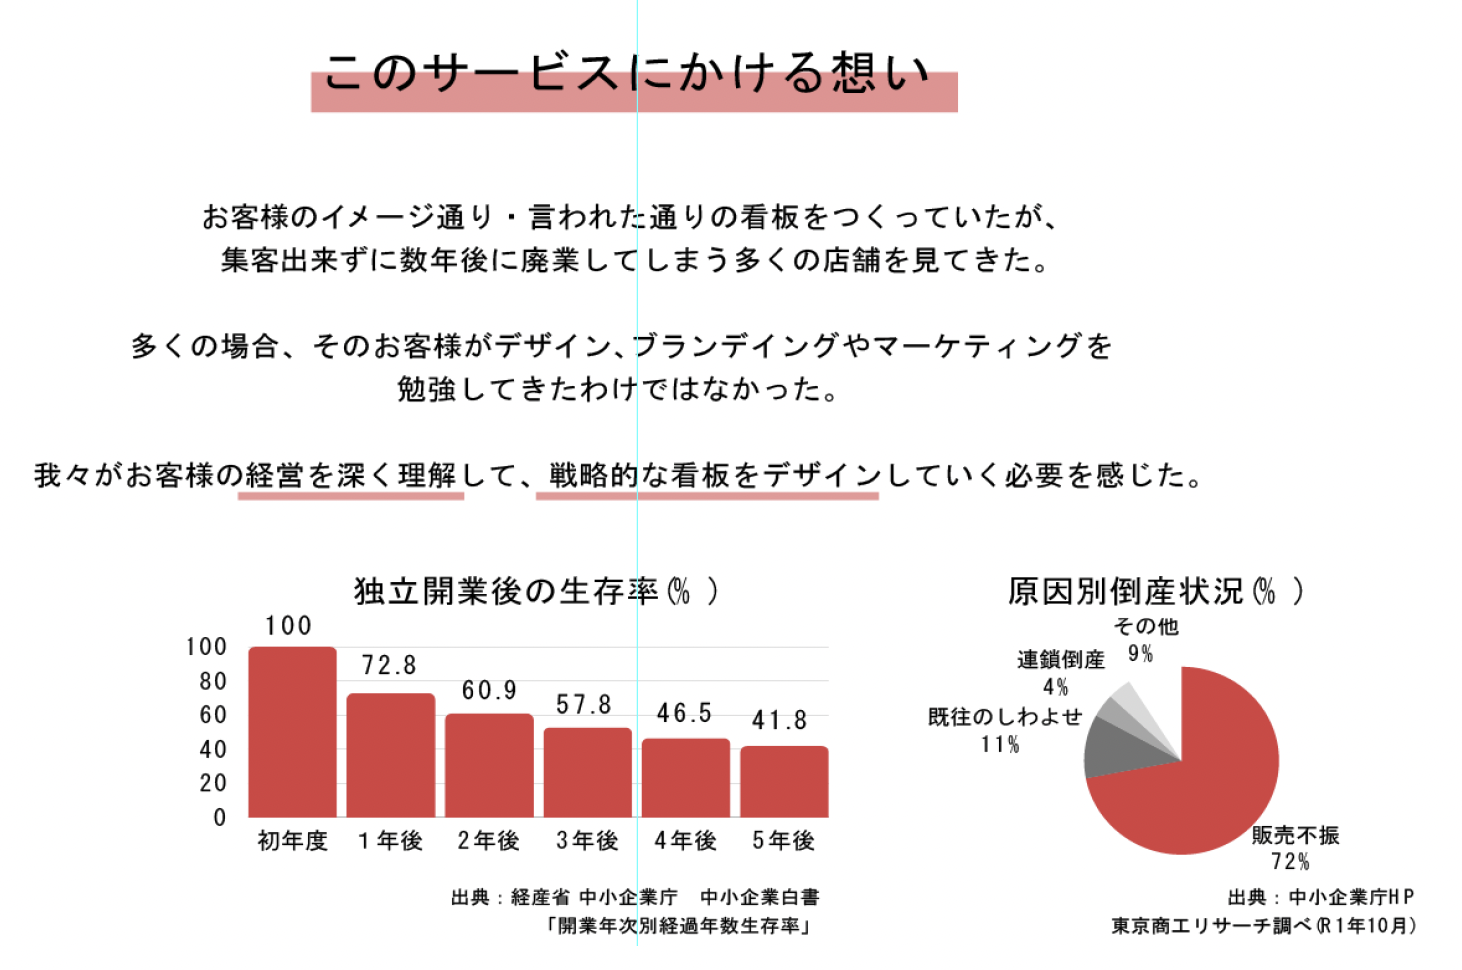 このサービスにかける想い
お客様のイメージ通り・言われた通りの看板をつくっていたが、
集客出来ずに数年後に廃業してしまう多くの店舗を見てきた。
多くの場合、そのお客様がデザイン、ブランデイングやマーケティングを
勉強してきたわけではなかった。
我々がお客様の経営を深く理解して、戦略的な看板をデザインしていく必要を感じた。
独立開業後の生存率(% )
100
80
60
40
20
0
100
72.8
60.9
57.8
46.5
41.8
初年度
１年後
2年後
3年後
4年後
5年後
出典：経産省 中小企業庁　中小企業白書
「開業年次別経過年数生存率」
原因別倒産状況(% )
その他
9%
連鎖倒産
4%
既往のしわよせ
11%
販売不振
72%
出典：中小企業庁HP
東京商工リサーチ調べ(R1年10月)